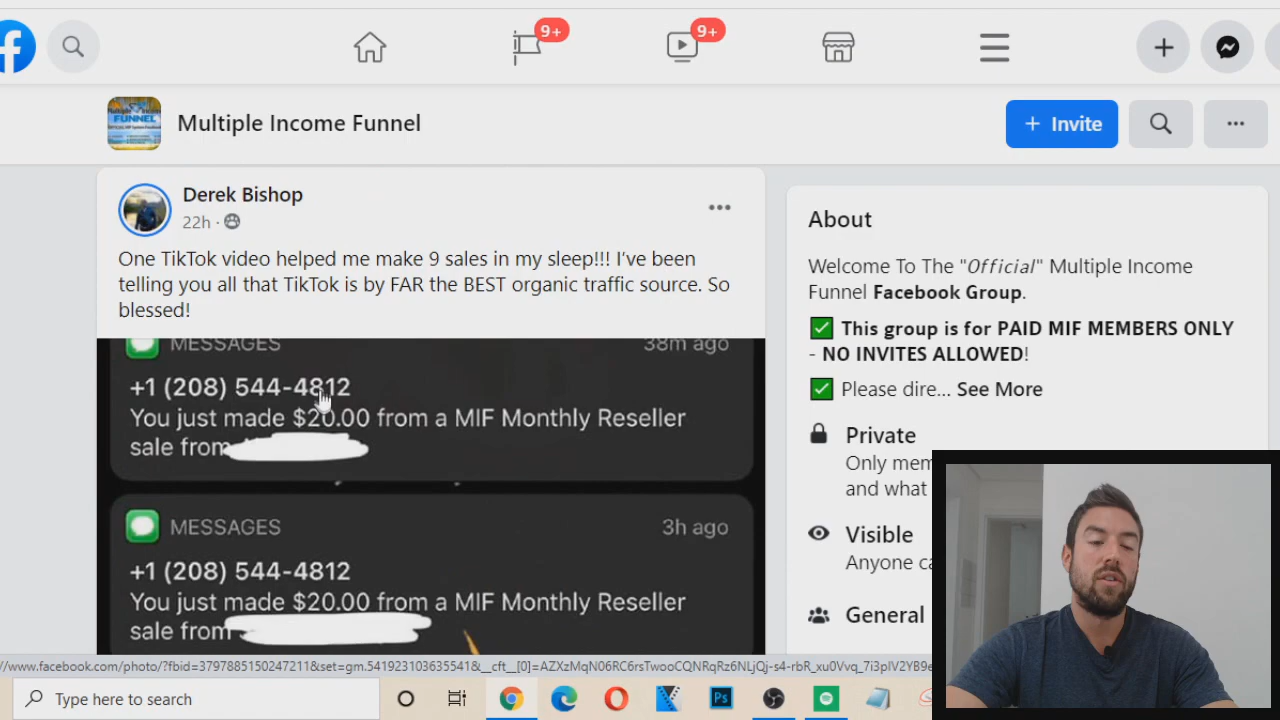 9+
9+
Multiple Income Funnel
FUNNEL
+ Invite
Derek Bishop
22h ·
One TikTok video helped me make 9 sales in my sleep!!! I've been
telling you all that TikTok is by FAR the BEST organic traffic source. So
blessed!
MESSAGES
38m ago
+1 (208) 544-4812
You just made $20.00 from a MIF Monthly Reseller
sale from
MESSAGES
3h ago
+1 (208) 544-4812
You just made $20.00 from a MIF Monthly Reseller
sale from
About
Welcome To The "Official" Multiple Income
Funnel Facebook Group.
✅ This group is for PAID MIF MEMBERS ONLY
- NO INVITES ALLOWED!
✅ Please dire... See More
Private
Only mem
and what
Visible
Anyone ca
General
Type here to search
Ps